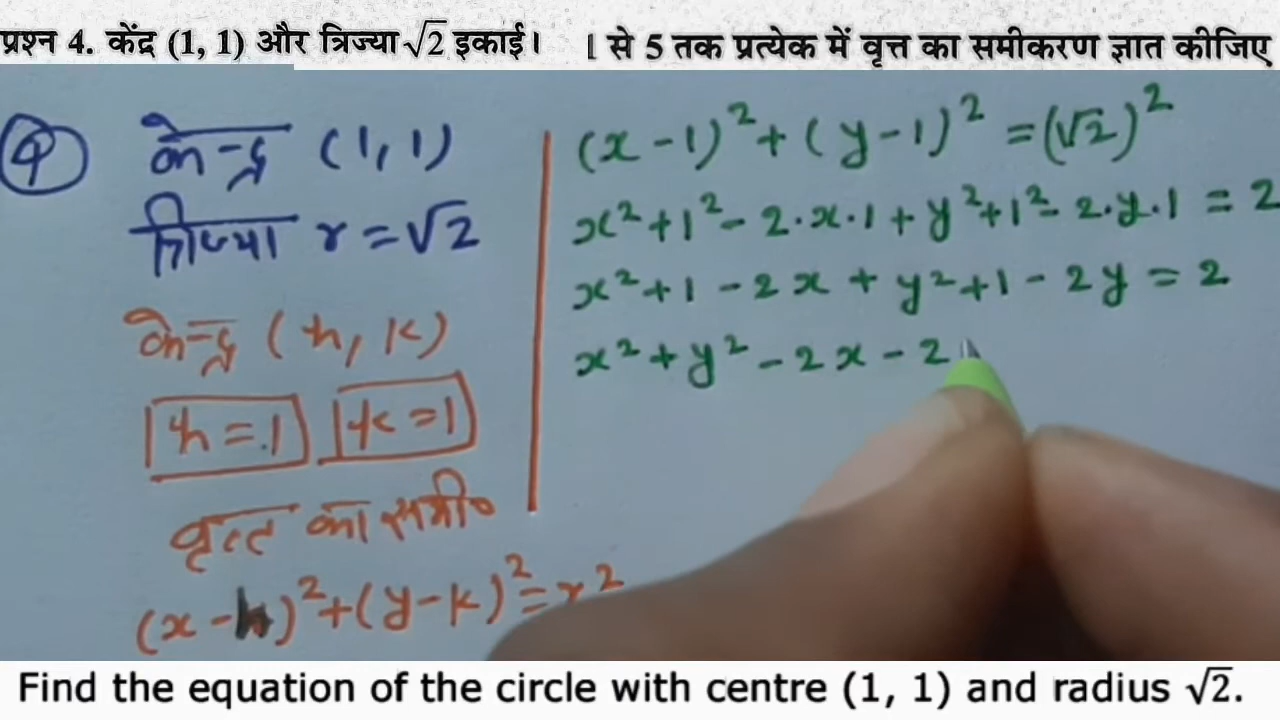 प्रश्न 4. केंद्र (1, 1) और त्रिज्या √2 इकाई।
से 5 तक प्रत्येक में वृत्त का समीकरण ज्ञात कीजिए
④ केन्द्र (1,1)
त्रिज्या r = √2
केन्द्र (h, k)
h = 1 k = 1
वृत्त का समी०
(x - h)² + (y - k)² = r²
(x - 1)² + (y - 1)² = (√2)²
x² + 1² - 2·x·1 + y² + 1² - 2·y·1 = 2
x² + 1 - 2x + y² + 1 - 2y = 2
x² + y² - 2x - 2
Find the equation of the circle with centre (1, 1) and radius √2.